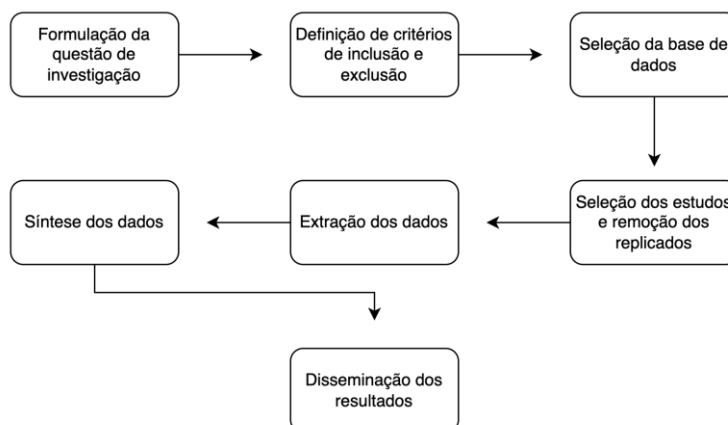 Formulação da
questão de
investigação
Definição de critérios
de inclusão e
exclusão
Seleção da base de
dados
Seleção dos estudos
e remoção dos
replicados
Extração dos dados
Síntese dos dados
Disseminação dos
resultados